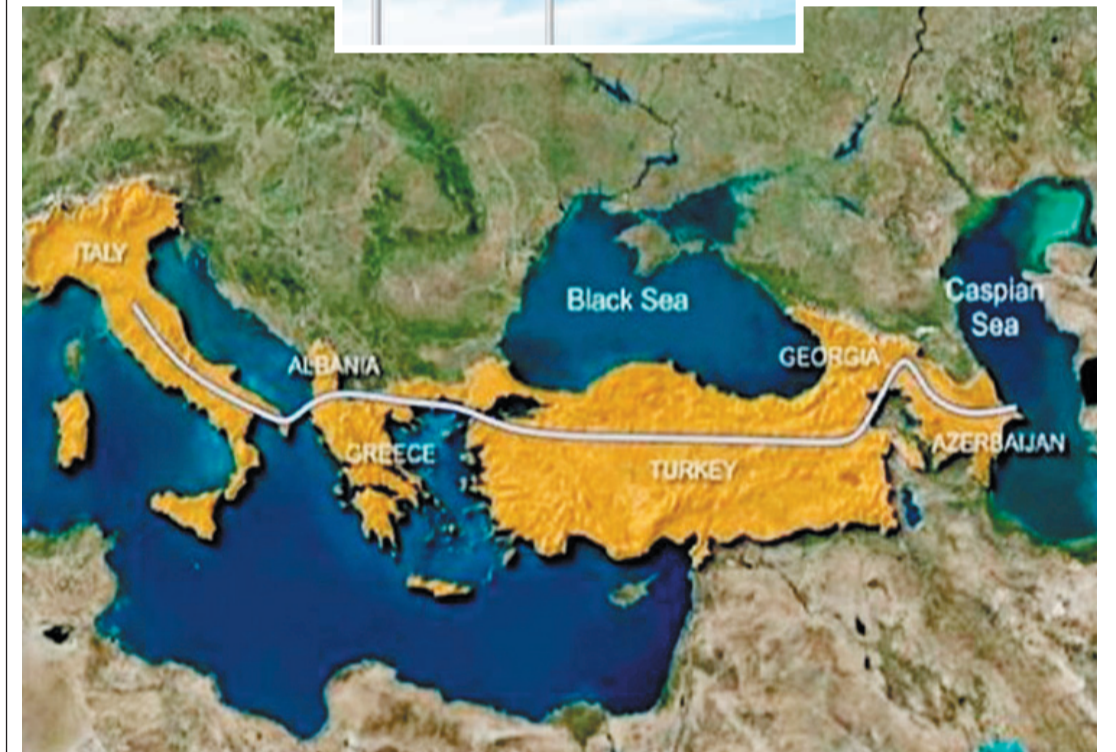 ITALY
Black Sea
Caspian
Sea
ALBANIA
GEORGIA
GREECE
TURKEY
AZERBAIJAN